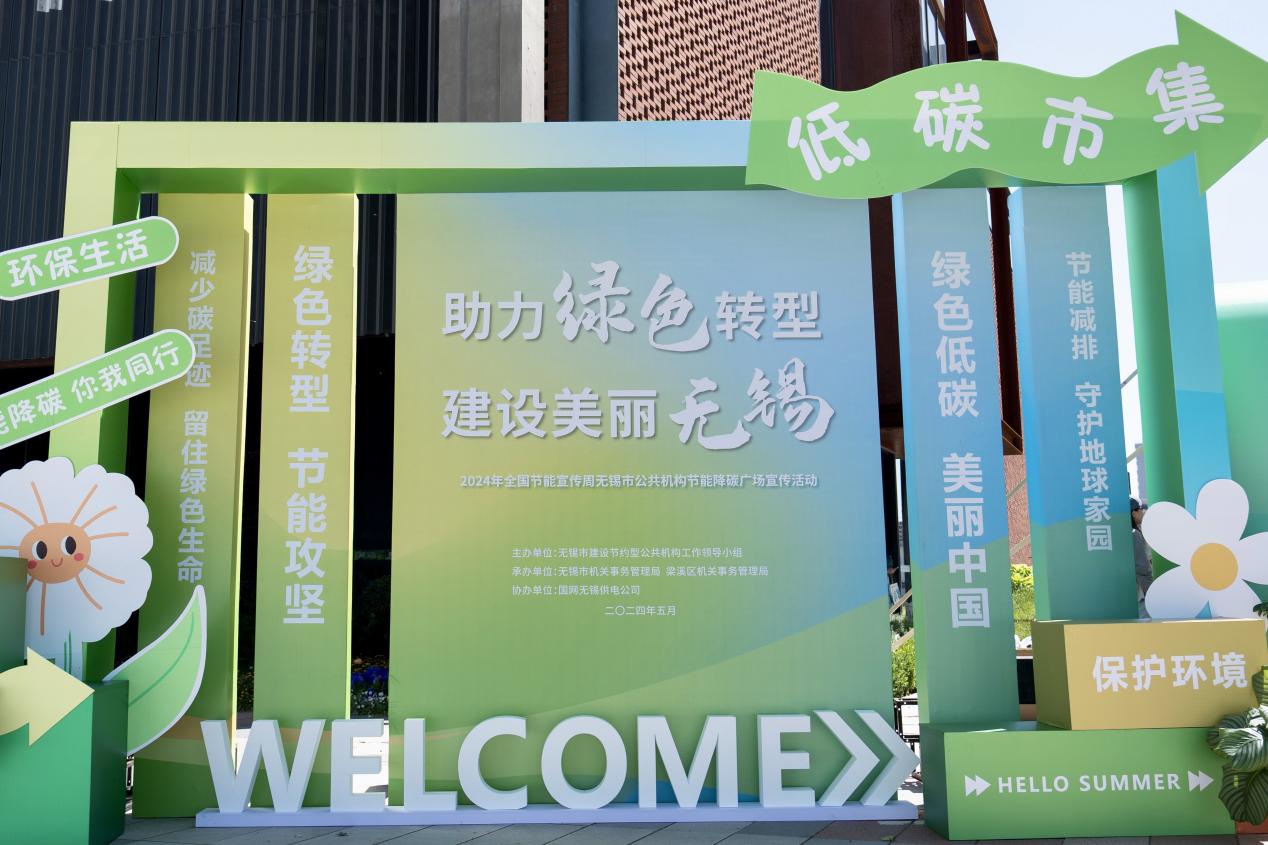 低碳市集
环保生活
能降碳 你我同行
减少碳足迹 留住绿色生命
绿色转型 节能攻坚
助力绿色转型
建设美丽无锡
2024年全国节能宣传周无锡市公共机构节能降碳广场宣传活动
主办单位：无锡市建设节约型公共机构工作领导小组
承办单位：无锡市机关事务管理局 梁溪区机关事务管理局
协办单位：国网无锡供电公司
二〇二四年五月
绿色低碳 美丽中国
节能减排 守护地球家园
保护环境
WELCOME
HELLO SUMMER